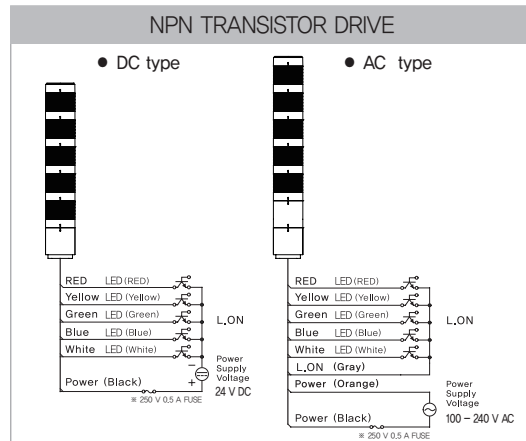 NPN TRANSISTOR DRIVE
● DC type
RED LED (RED)
Yellow LED (Yellow)
Green LED (Green)
Blue LED (Blue)
White LED (White)
L.ON
Power (Black)
− 
+
Power
Supply
Voltage
24 V DC
※ 250 V 0.5 A FUSE
● AC type
RED LED (RED)
Yellow LED (Yellow)
Green LED (Green)
Blue LED (Blue)
White LED (White)
L.ON
L.ON (Gray)
Power (Orange)
Power (Black)
Power
Supply
Voltage
100 - 240 V AC
※ 250 V 0.5 A FUSE